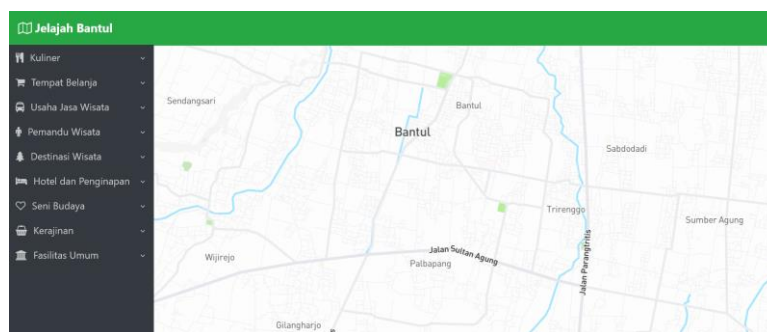 Jelajah Bantul
Kuliner
Tempat Belanja
Usaha Jasa Wisata
Pemandu Wisata
Destinasi Wisata
Hotel dan Penginapan
Seni Budaya
Kerajinan
Fasilitas Umum
Sendangsari
Bantul
Bantul
Sabdodadi
Trirenggo
Sumber Agung
Jalan Sultan Agung
Wijirejo
Palbapang
Jalan Parangtritis
Gilangharjo